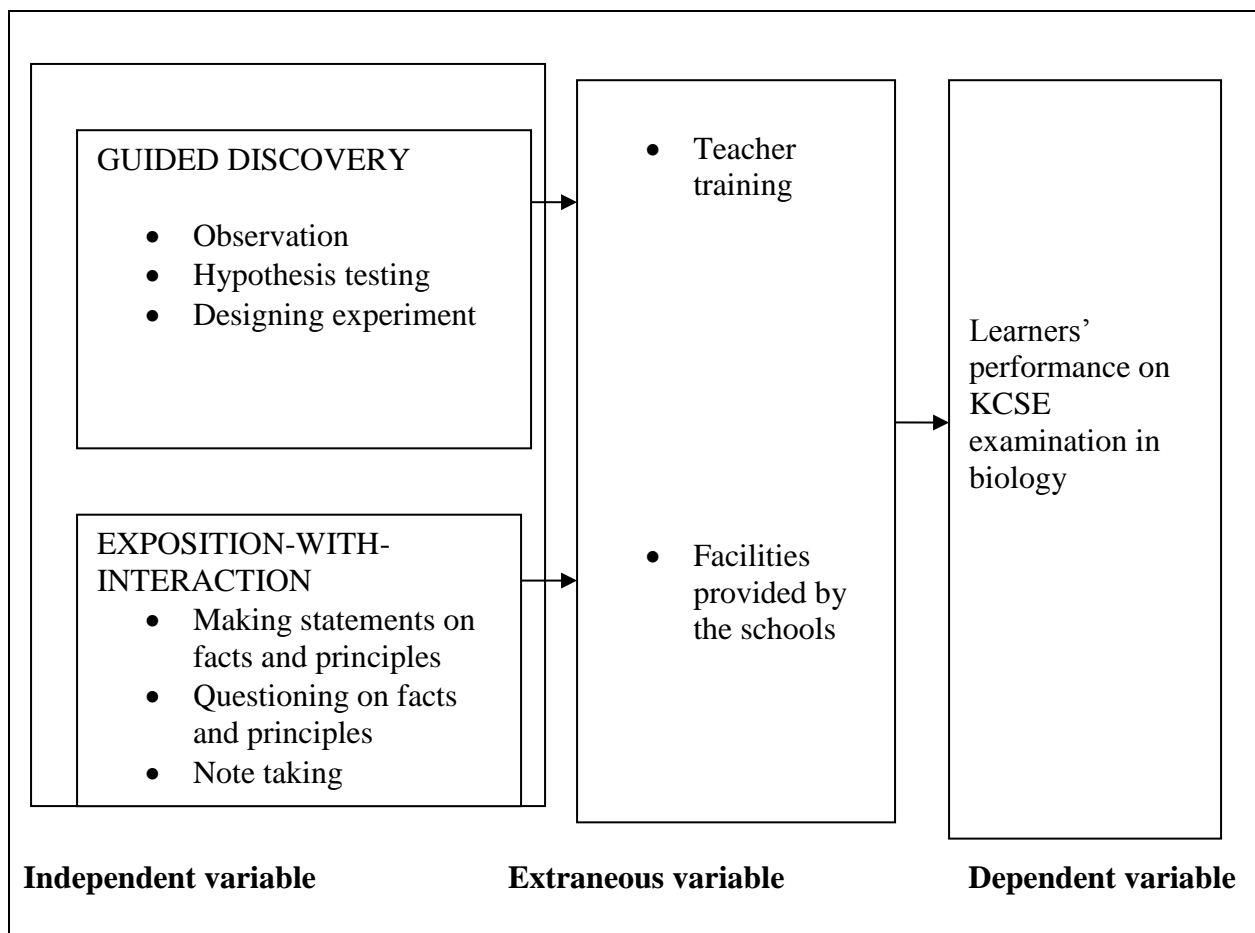 GUIDED DISCOVERY
• Observation
• Hypothesis testing
• Designing experiment
EXPOSITION-WITH-
INTERACTION
• Making statements on
facts and principles
• Questioning on facts
and principles
• Note taking
• Teacher
training
• Facilities
provided by
the schools
Learners’
performance on
KCSE
examination in
biology
Independent variable
Extraneous variable
Dependent variable